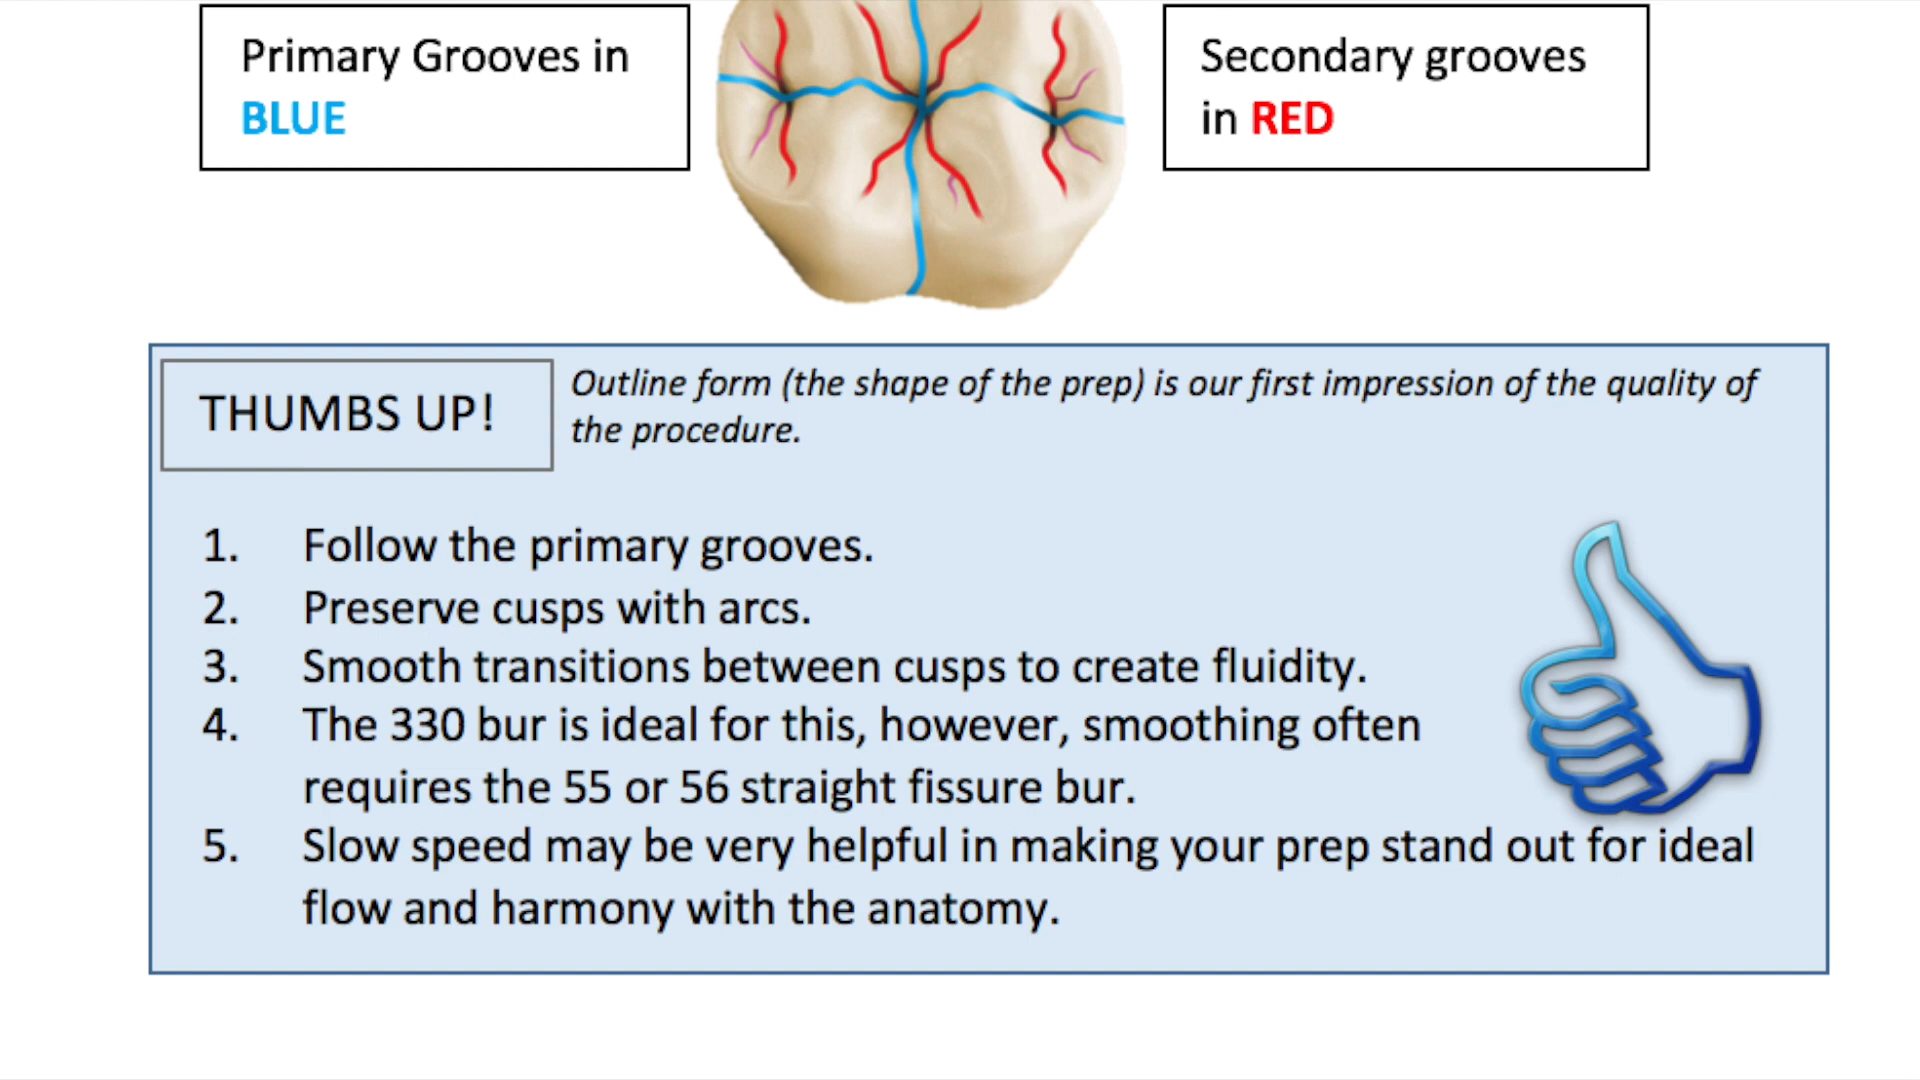 Primary Grooves in
BLUE
Secondary grooves
in RED
THUMBS UP!
Outline form (the shape of the prep) is our first impression of the quality of
the procedure.
1. Follow the primary grooves.
2. Preserve cusps with arcs.
3. Smooth transitions between cusps to create fluidity.
4. The 330 bur is ideal for this, however, smoothing often
requires the 55 or 56 straight fissure bur.
5. Slow speed may be very helpful in making your prep stand out for ideal
flow and harmony with the anatomy.